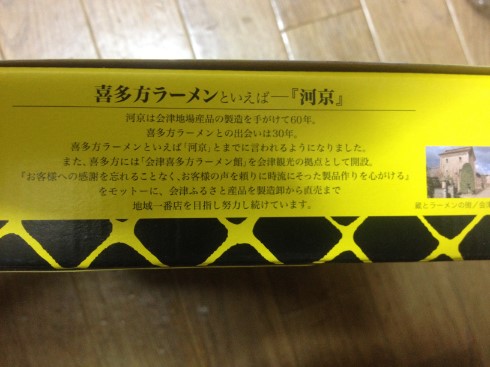 喜多方ラーメンといえば―『河京』
河京は会津地場産品の製造を手がけて60年。
喜多方ラーメンとの出会いは30年。
喜多方ラーメンといえば「河京」とまでに言われるようになりました。
また、喜多方には「会津喜多方ラーメン館」を会津観光の拠点として開設。
『お客様への感謝を忘れることなく、お客様の声を頼りに時流にそった製品作りを心がける』
をモットーに、会津ふるさと産品を製造卸から直売まで
地域一番店を目指し努力し続けています。
蔵とラーメンの館/会津